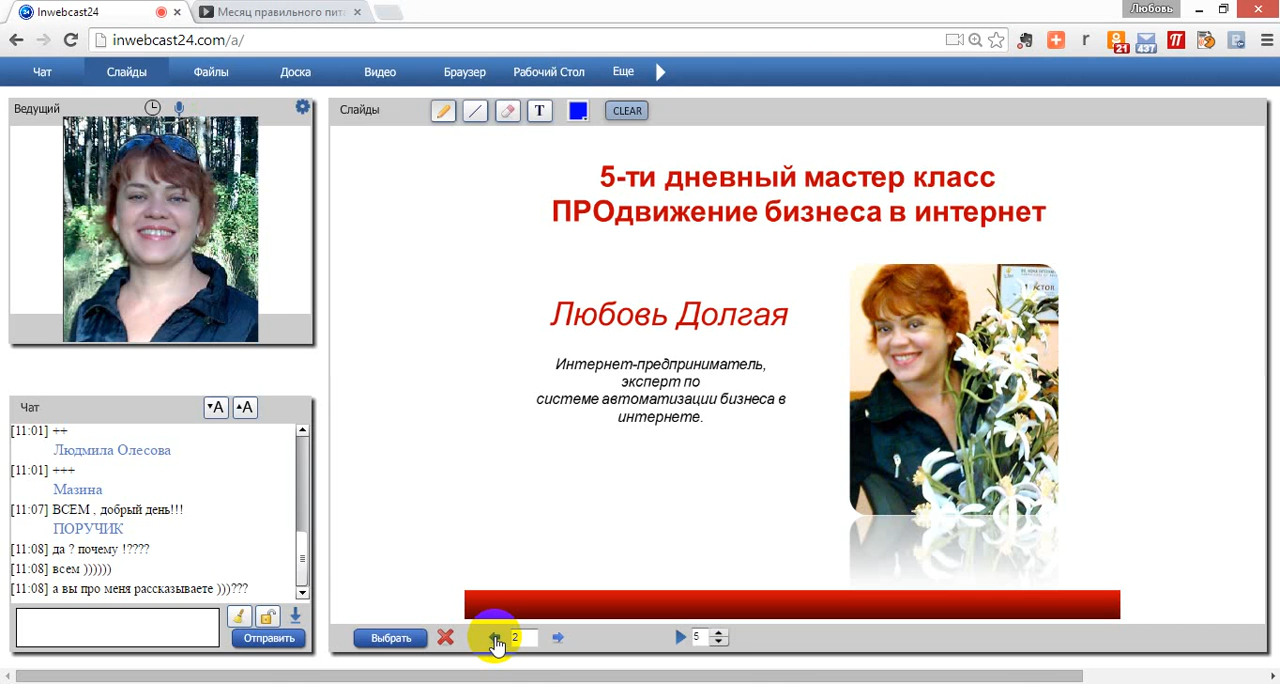 Inwebcast24
Месяц правильного пита
Любовь
inwebcast24.com/a/
21
437
Чат
Слайды
Файлы
Доска
Видео
Браузер
Рабочий Стол
Еще
Ведущий
Слайды
T
CLEAR
5-ти дневный мастер класс
ПРОдвижение бизнеса в интернет
Любовь Долгая
Интернет-предприниматель,
эксперт по
системе автоматизации бизнеса в
интернете.
Чат
▾A
▴A
[11:01] ++
Людмила Олесова
[11:01] +++
Мазина
[11:07] ВСЕМ , добрый день!!!
ПОРУЧИК
[11:08] да ? почему !????
[11:08] всем ))))))
[11:08] а вы про меня рассказываете )))???
Отправить
Выбрать
2
5